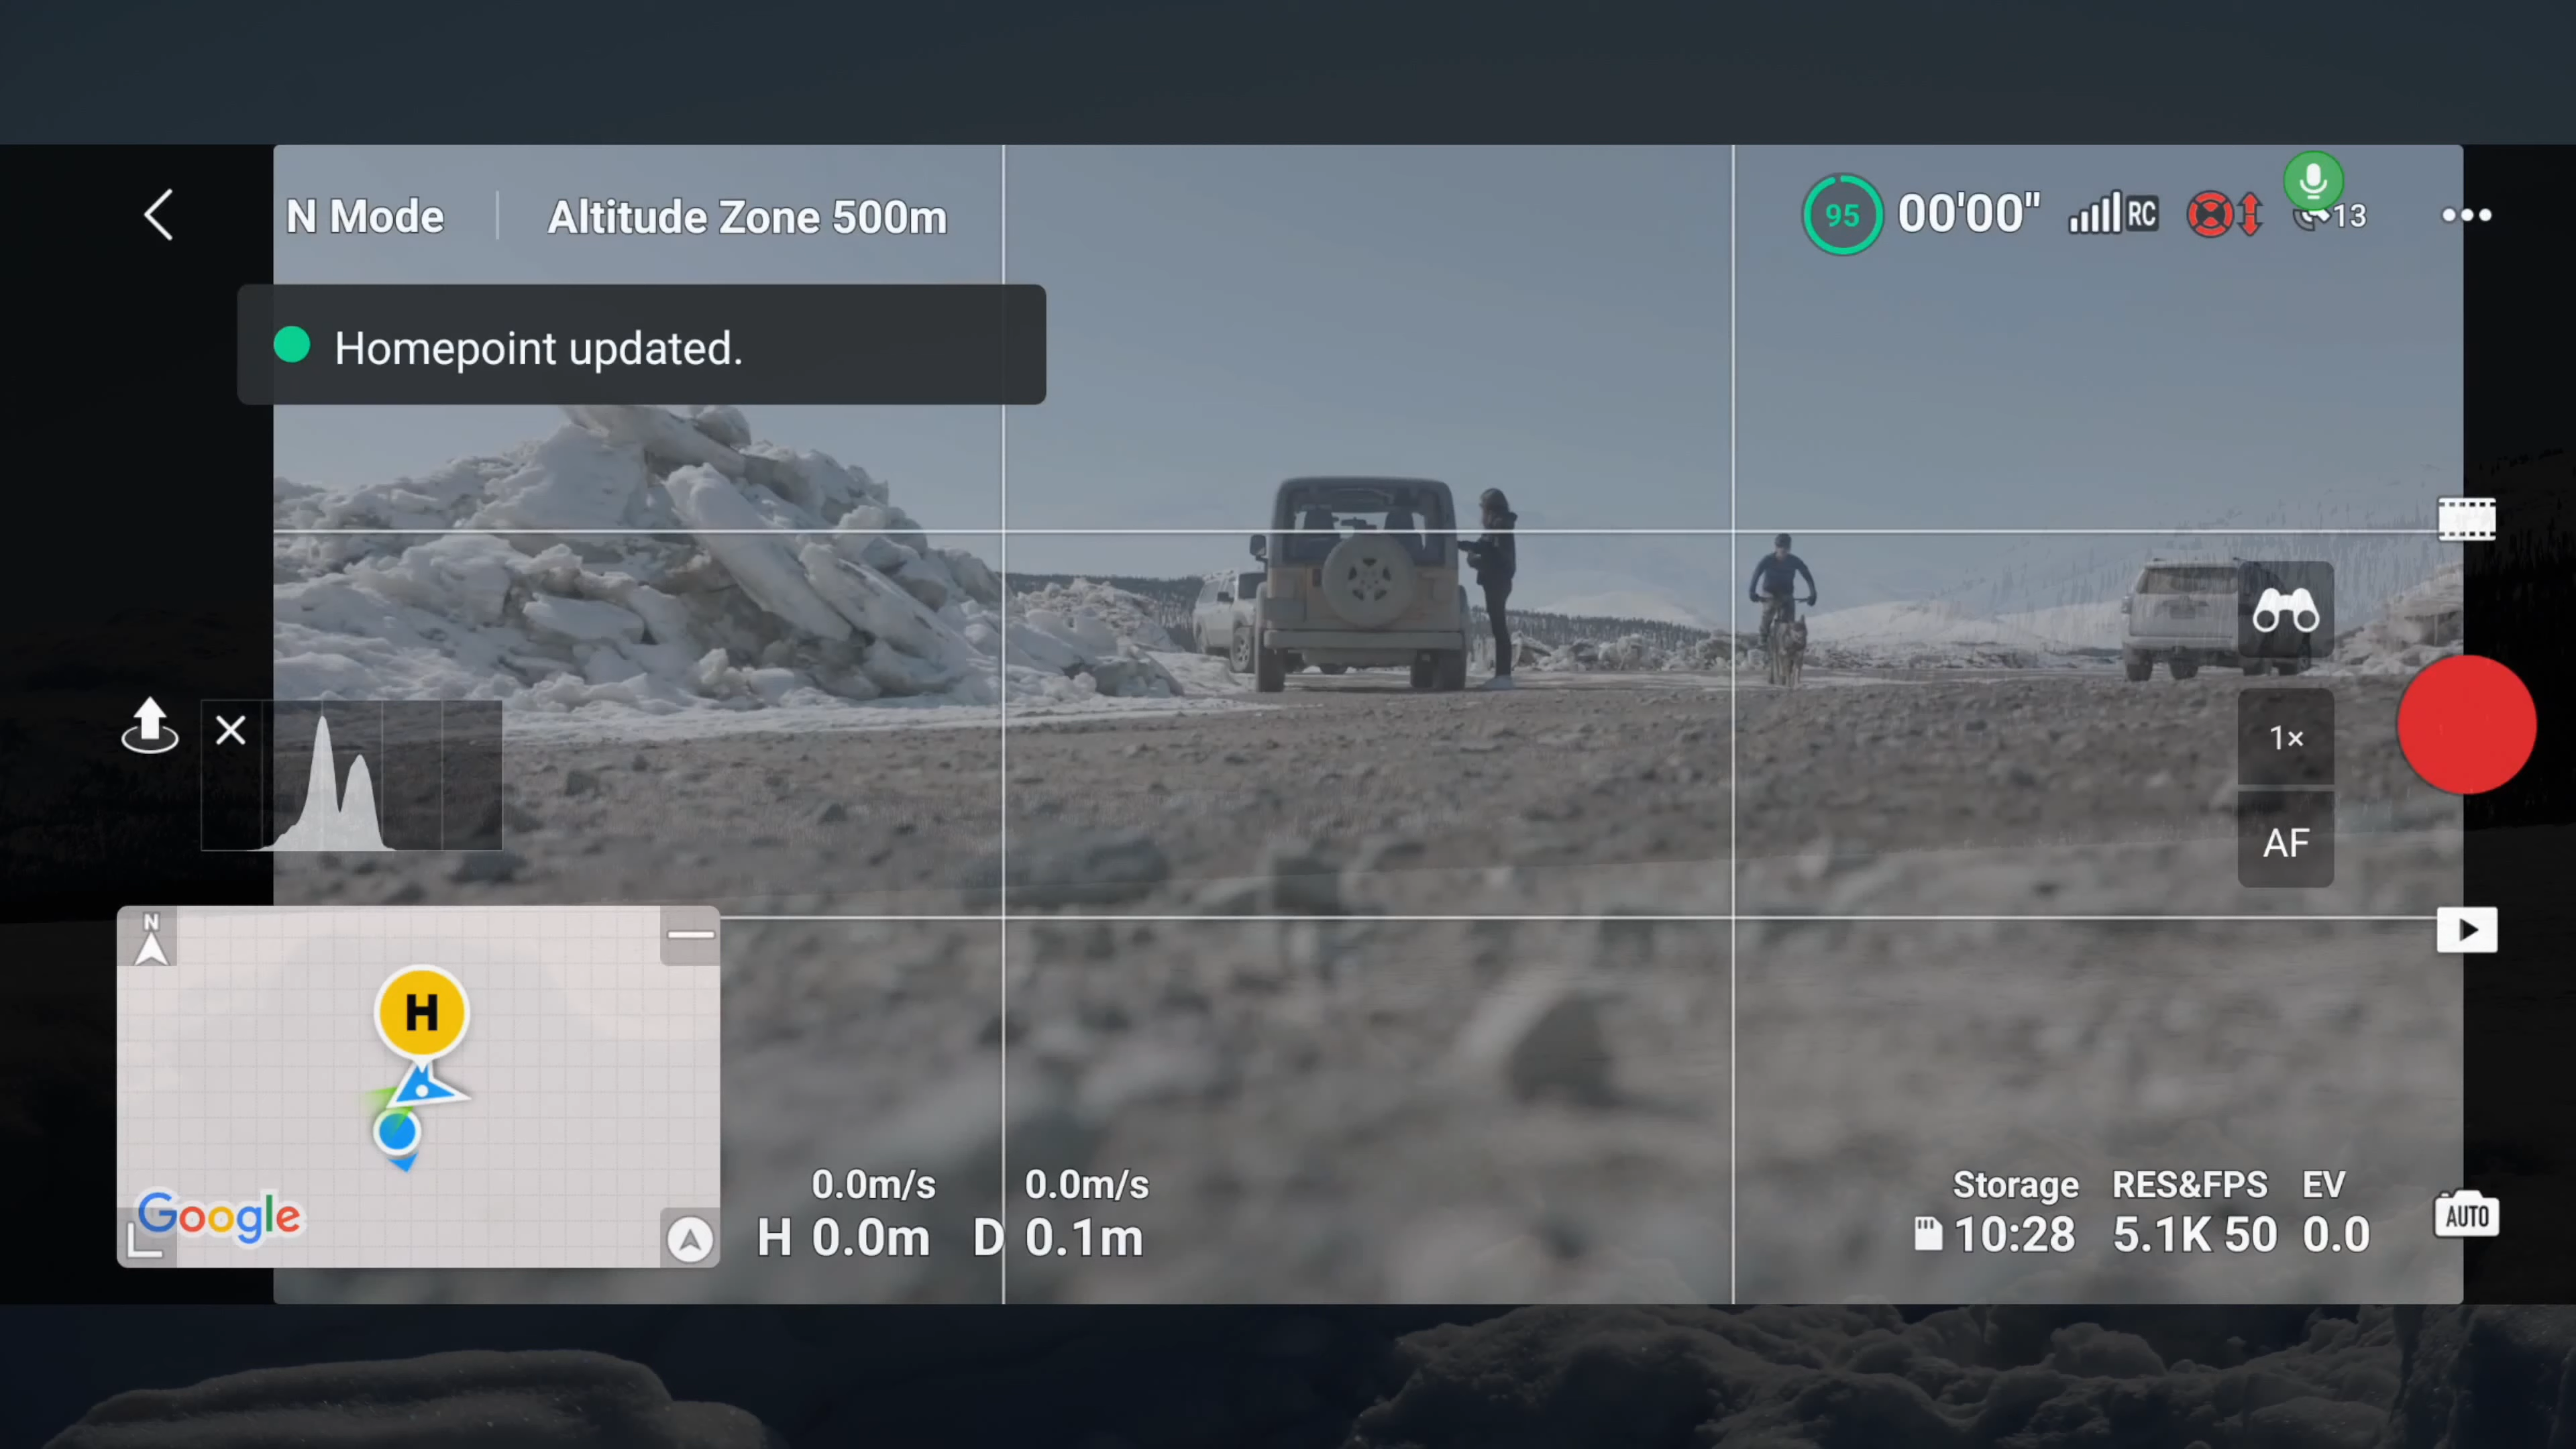 N Mode
Altitude Zone 500m
95
00'00"
RC
13
Homepoint updated.
1×
AF
N
H
Google
0.0m/s
0.0m/s
H 0.0m
D 0.1m
Storage
RES&FPS
EV
10:28
5.1K 50
0.0
AUTO